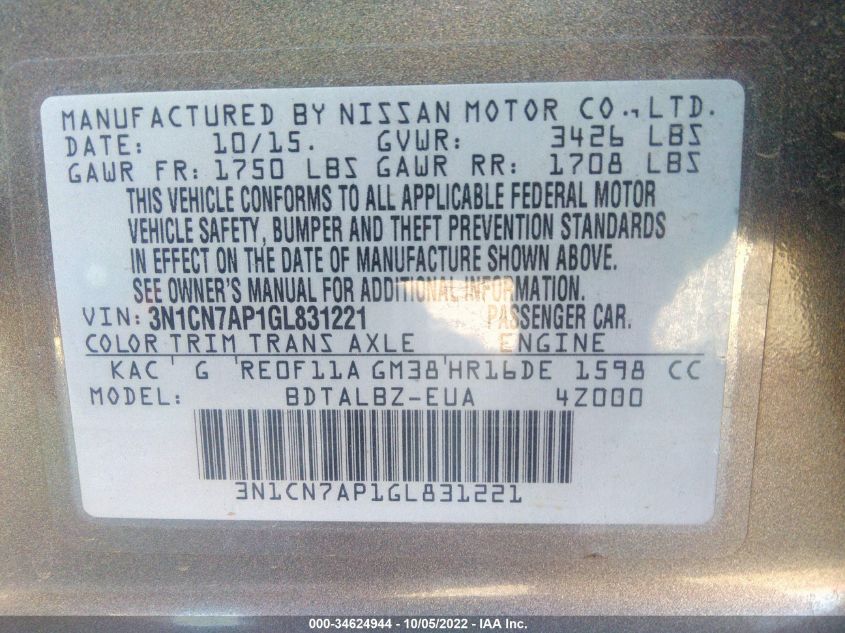 MANUFACTURED BY NISSAN MOTOR CO., LTD.
DATE: 10/15. GVWR: 3426 LBS
GAWR FR: 1750 LBS GAWR RR: 1708 LBS
THIS VEHICLE CONFORMS TO ALL APPLICABLE FEDERAL MOTOR
VEHICLE SAFETY, BUMPER AND THEFT PREVENTION STANDARDS
IN EFFECT ON THE DATE OF MANUFACTURE SHOWN ABOVE.
SEE OWNER'S MANUAL FOR ADDITIONAL INFORMATION.
VIN: 3N1CN7AP1GL831221 PASSENGER CAR.
COLOR TRIM TRANS AXLE ENGINE
KAC G RE0F11A GM38 HR16DE 1598 CC
MODEL: BDTALBZ-EUA 4Z000
3N1CN7AP1GL831221
000-34624944 - 10/05/2022 - IAA Inc.